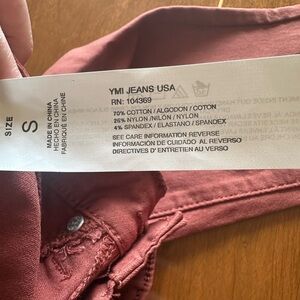 SIZE
S
MADE IN CHINA
HECHO EN CHINA
FABRIQUÉ EN CHINE
YMI JEANS USA
RN: 104369
70% COTTON / ALGODON / COTON
26% NYLON / NILÓN / NYLON
4% SPANDEX / ELASTANO / SPANDEX
SEE CARE INFORMATION REVERSE
INFORMACIÓN DE CUIDADO AL REVERSO
DIRECTIVES D' ENTRETIEN AU VERSO